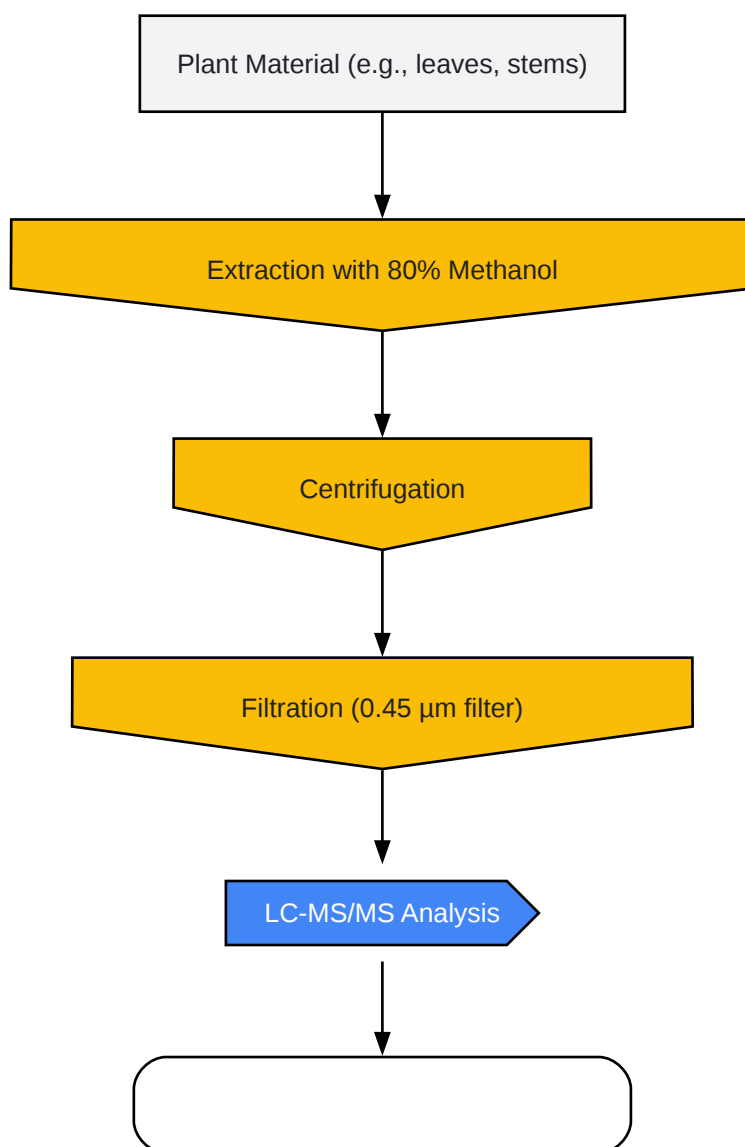 Plant Material (e.g., leaves, stems)
Extraction with 80% Methanol
Centrifugation
Filtration (0.45 µm filter)
LC-MS/MS Analysis